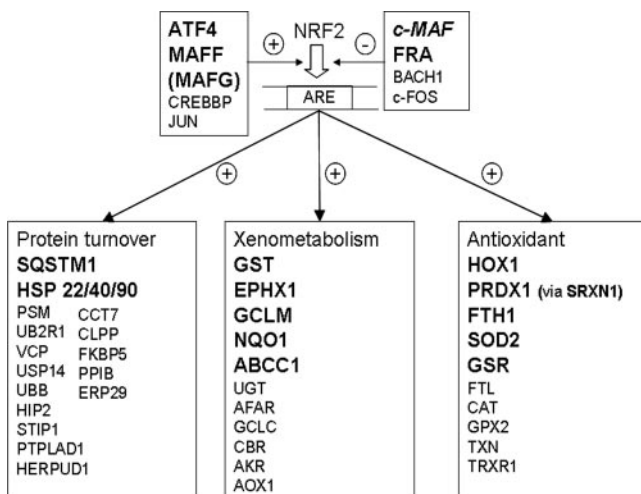 ATF4
MAFF
(MAFG)
CREBBP
JUN
+
NRF2
-
c-MAF
FRA
BACH1
c-FOS
ARE
+
+
+
Protein turnover
SQSTM1
HSP 22/40/90
PSM CCT7
UB2R1 CLPP
VCP FKBP5
USP14 PPIB
UBB ERP29
HIP2
STIP1
PTPLAD1
HERPUD1
Xenometabolism
GST
EPHX1
GCLM
NQO1
ABCC1
UGT
AFAR
GCLC
CBR
AKR
AOX1
Antioxidant
HOX1
PRDX1 (via SRXN1)
FTH1
SOD2
GSR
FTL
CAT
GPX2
TXN
TRXR1